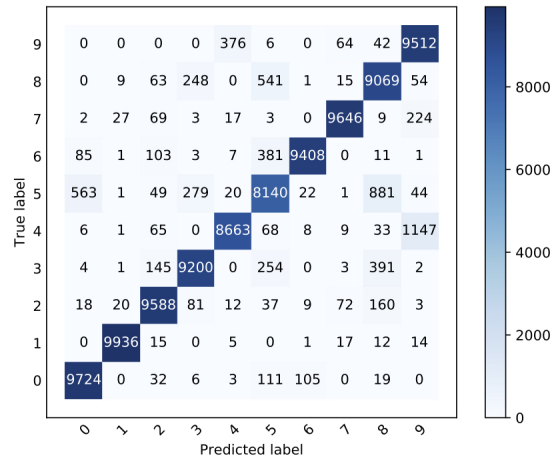 9 0 0 0 0 376 6 0 64 42 9512
8 0 9 63 248 0 541 1 15 9069 54
7 2 27 69 3 17 3 0 9646 9 224
6 85 1 103 3 7 381 9408 0 11 1
5 563 1 49 279 20 8140 22 1 881 44
4 6 1 65 0 8663 68 8 9 33 1147
3 4 1 145 9200 0 254 0 3 391 2
2 18 20 9588 81 12 37 9 72 160 3
1 0 9936 15 0 5 0 1 17 12 14
0 9724 0 32 6 3 111 105 0 19 0
0 1 2 3 4 5 6 7 8 9
True label
Predicted label
8000
6000
4000
2000
0